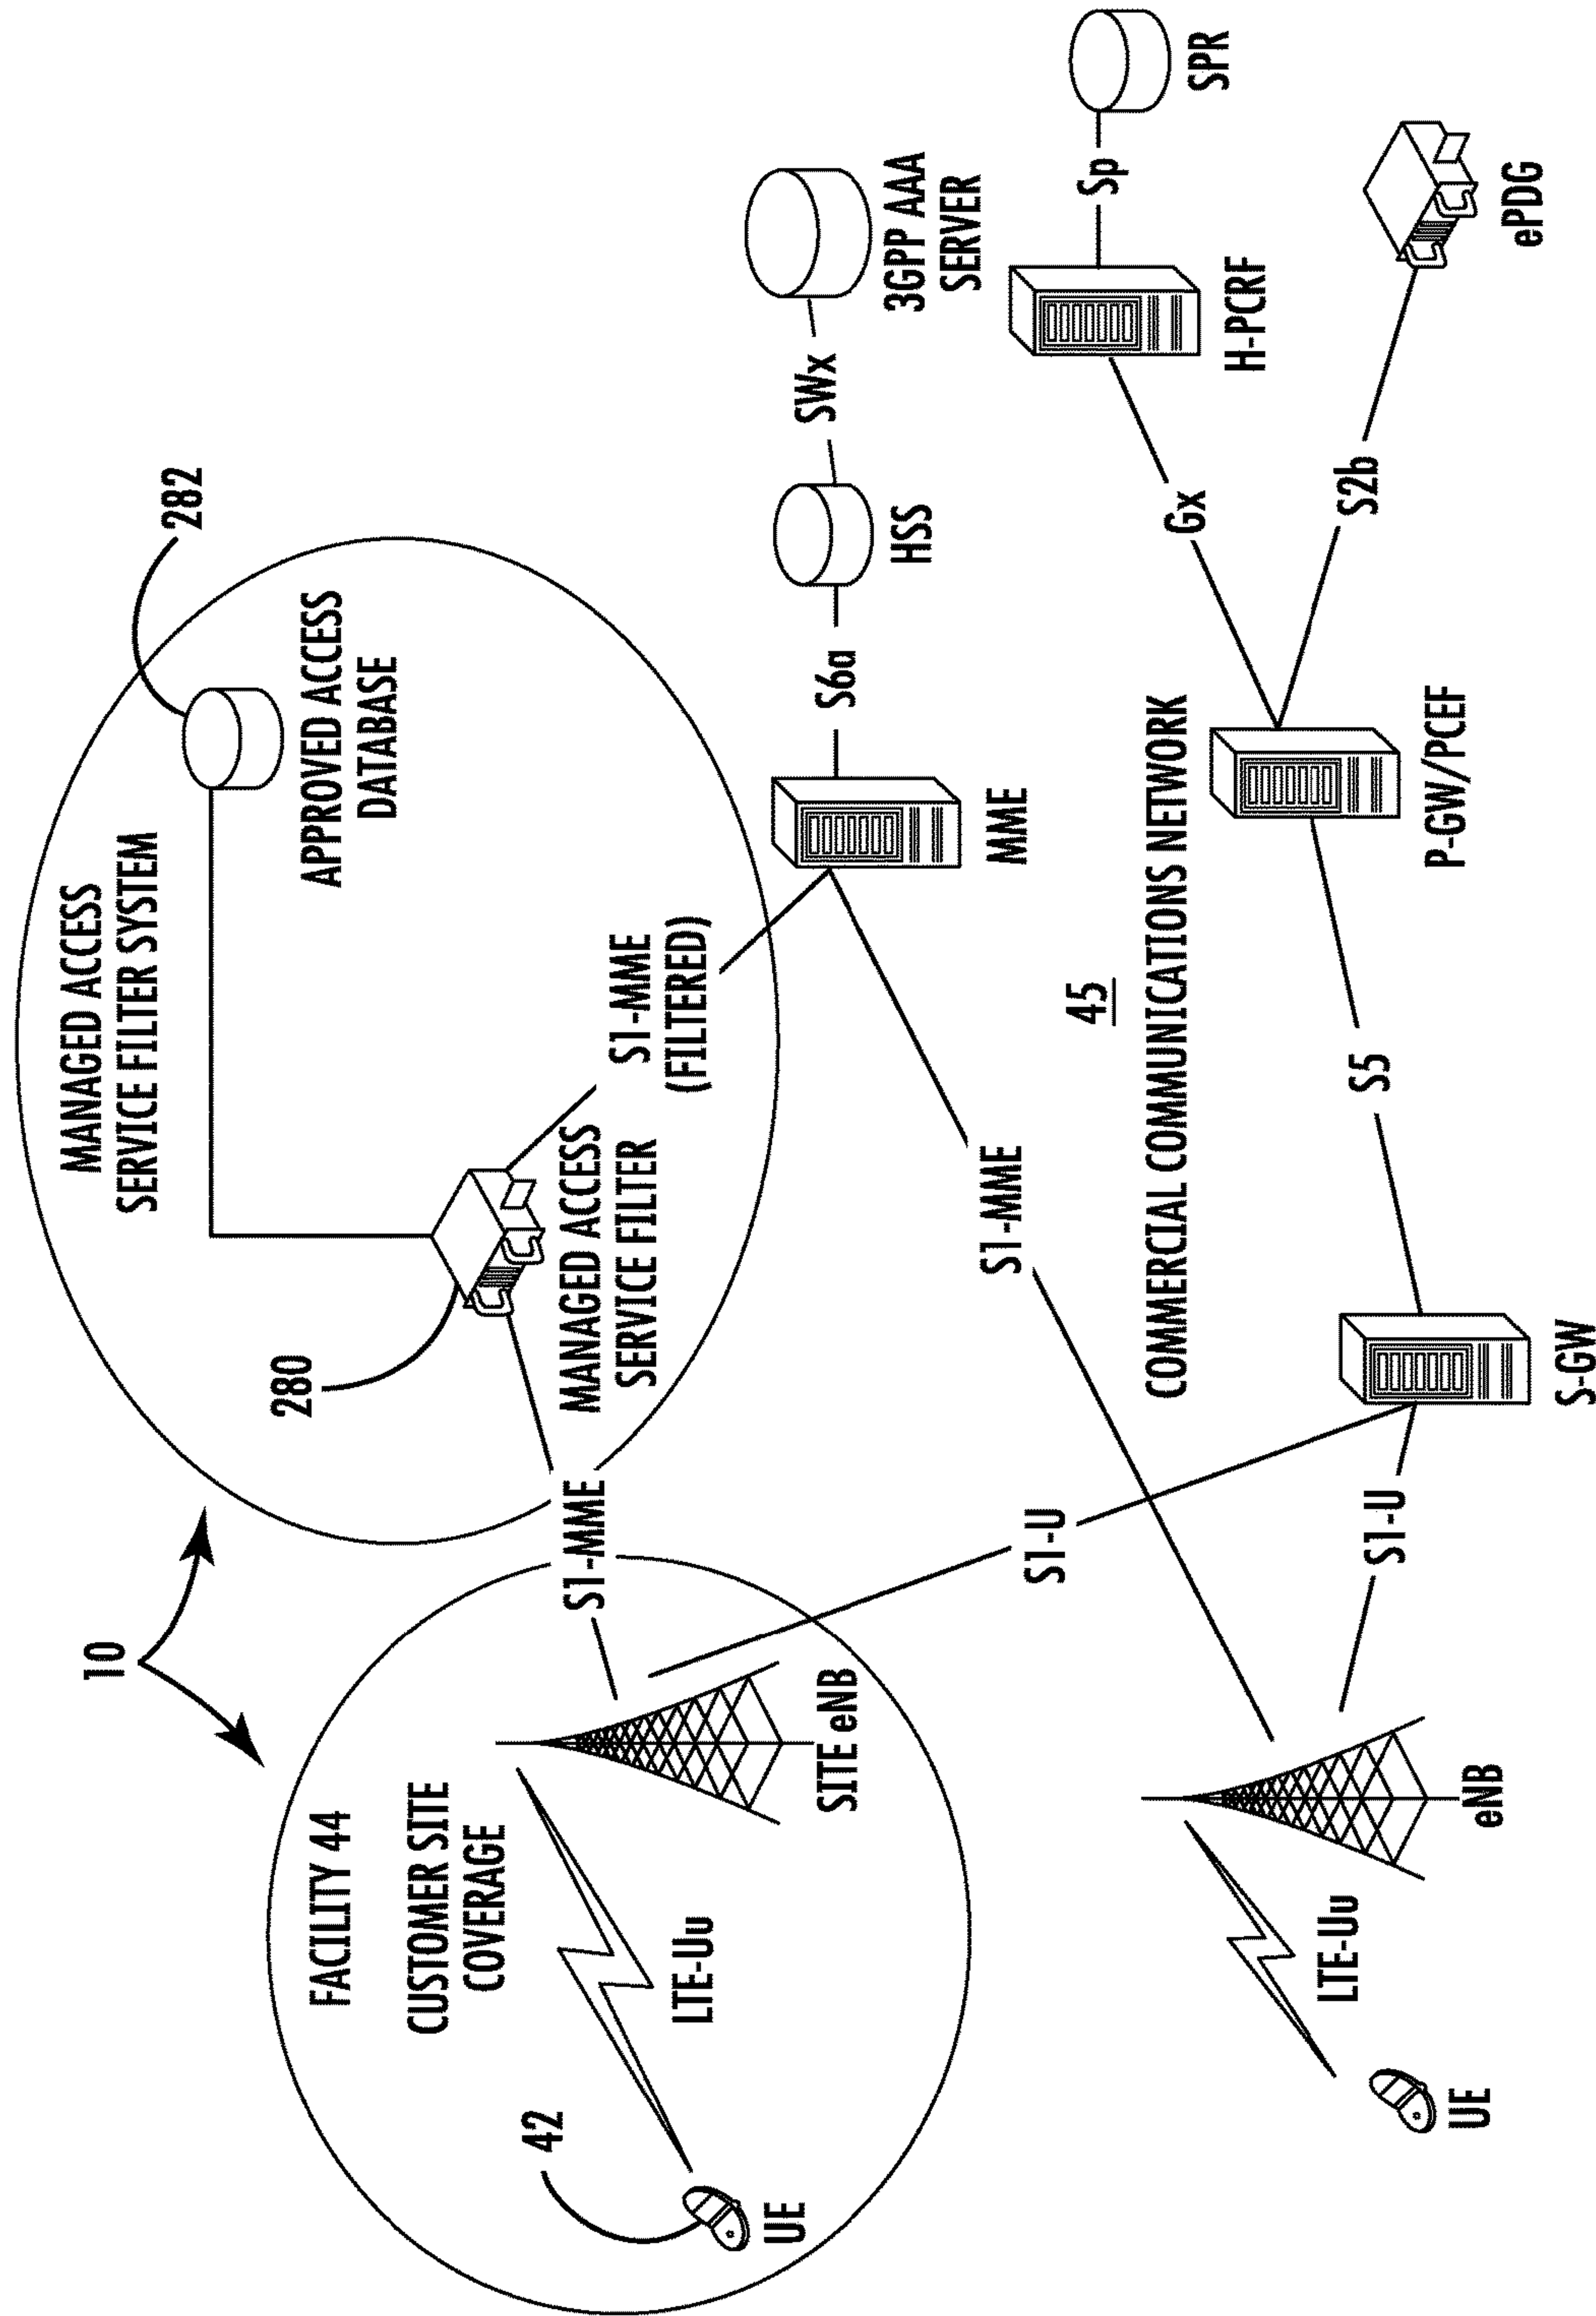 10
282
MANAGED ACCESS
SERVICE FILTER SYSTEM
280
APPROVED ACCESS
DATABASE
FACILITY 44
CUSTOMER SITE
COVERAGE
42
LTE-Uu
UE
SITE eNB
S1-MME
MANAGED ACCESS
SERVICE FILTER
S1-MME
(FILTERED)
MME
S6a
HSS
SWx
3GPP AAA
SERVER
S1-U
S1-MME
45
COMMERCIAL COMMUNICATIONS NETWORK
Gx
H-PCRF
Sp
SPR
UE
LTE-Uu
eNB
S1-U
S-GW
S5
P-GW/PCEF
S2b
ePDG